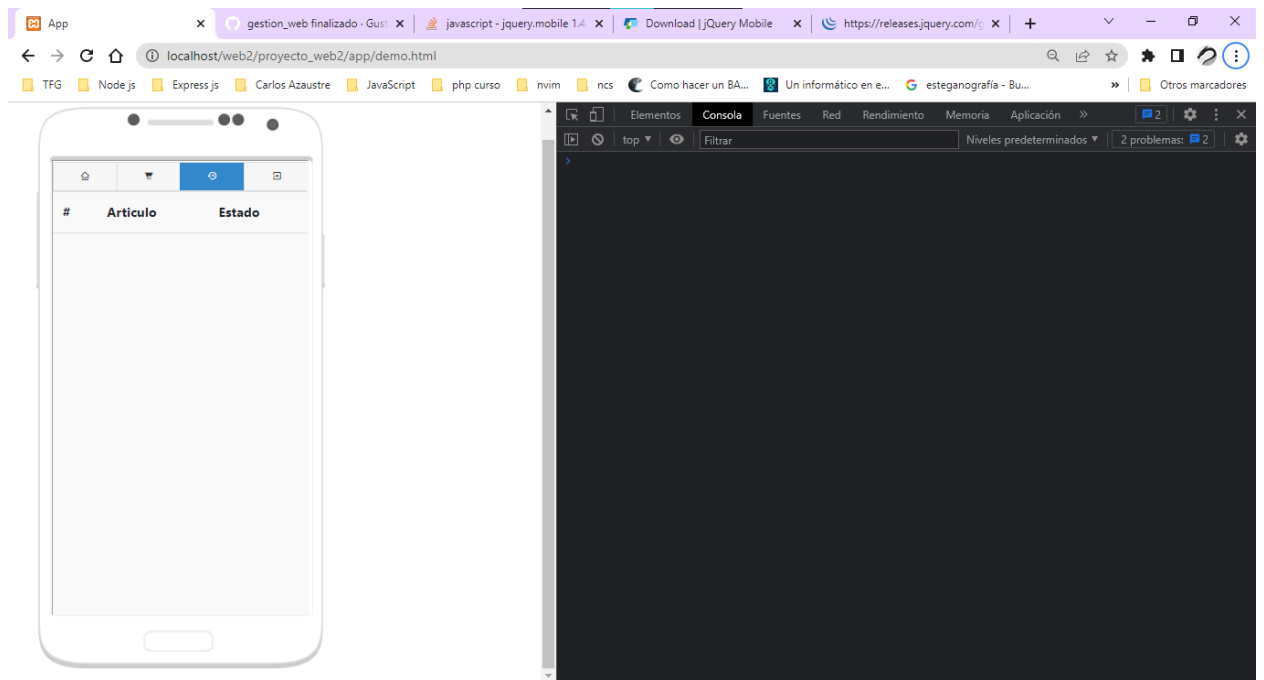 App
gestion_web finalizado · Gust
javascript - jquery.mobile 1.4
Download | jQuery Mobile
https://releases.jquery.com/g
localhost/web2/proyecto_web2/app/demo.html
TFG
Node js
Express js
Carlos Azaustre
JavaScript
php curso
nvim
ncs
Como hacer un BA...
Un informático en e...
esteganografía - Bu...
»
Otros marcadores
Elementos
Consola
Fuentes
Red
Rendimiento
Memoria
Aplicación
»
2
top
Filtrar
Niveles predeterminados
2 problemas: 2
# Articulo Estado